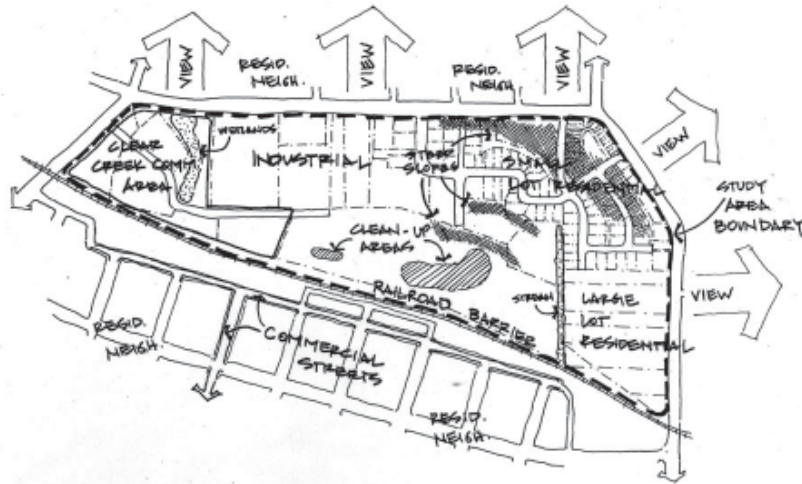 VIEW
VIEW
VIEW
RESID.
NEIGH.
RESID.
NEIGH.
WETLANDS
CLEAR
CREEK COMM
AREA
INDUSTRIAL
STEEP
SLOPES
SMALL
LOT RESIDENTIAL
VIEW
STUDY
AREA
BOUNDARY
CLEAN-UP
AREAS
RAILROAD BARRIER
STREAM
LARGE
LOT
RESIDENTIAL
VIEW
RESID.
NEIGH.
COMMERCIAL
STREETS
RESID.
NEIGH.